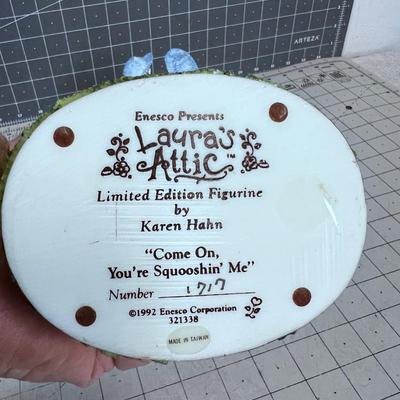 ARTEZA
Enesco Presents
Laura's
Attic™
Limited Edition Figurine
by
Karen Hahn
"Come On,
You're Squooshin' Me"
Number 1717
©1992 Enesco Corporation
321338
MADE IN TAIWAN